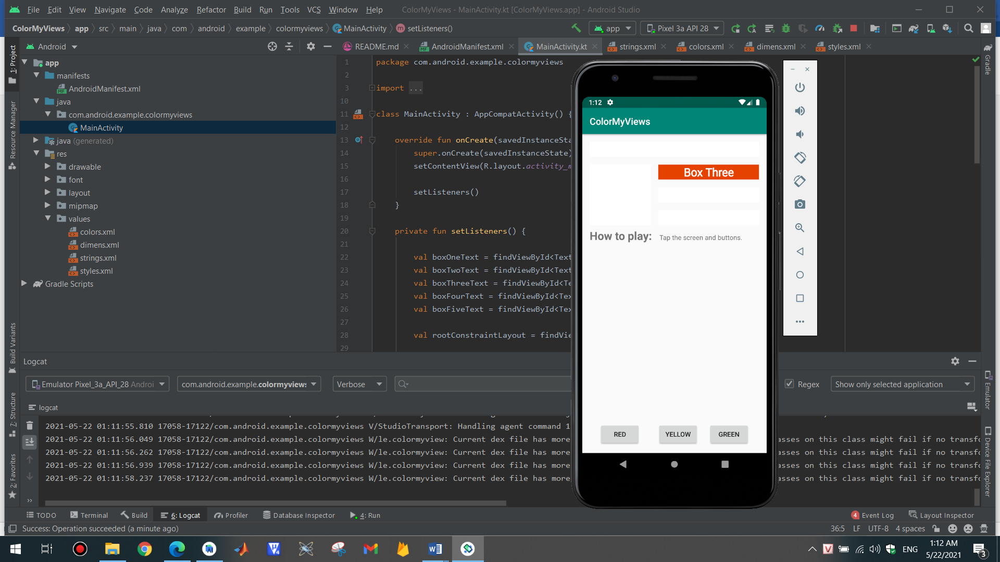 File Edit View Navigate Code Analyze Refactor Build Run Tools VCS Window Help ColorMyViews - MainActivity.kt [ColorMyViews.app] - Android Studio
ColorMyViews app src main java com android example colormyviews MainActivity setListeners() app Pixel 3a API 28
Android
README.md AndroidManifest.xml MainActivity.kt strings.xml colors.xml dimens.xml styles.xml
1: Project
Resource Manager
Build Variants
7: Structure
2: Favorites
app
manifests
AndroidManifest.xml
java
com.android.example.colormyviews
MainActivity
java (generated)
res
drawable
font
layout
mipmap
values
colors.xml
dimens.xml
strings.xml
styles.xml
Gradle Scripts
1 package com.android.example.colormyviews
2
3 import ...
10
11 class MainActivity : AppCompatActivity() {
12
13 override fun onCreate(savedInstanceSta
14 super.onCreate(savedInstanceState)
15 setContentView(R.layout.activity_m
16
17 setListeners()
18 }
19
20 private fun setListeners() {
21
22 val boxOneText = findViewById<Text
23 val boxTwoText = findViewById<Text
24 val boxThreeText = findViewById<Te
25 val boxFourText = findViewById<Tex
26 val boxFiveText = findViewById<Tex
27
28 val rootConstraintLayout = findVie
29
1:12
ColorMyViews
Box Three
How to play: Tap the screen and buttons.
RED YELLOW GREEN
Gradle
Emulator
Device File Explorer
Logcat
Emulator Pixel_3a_API_28 Androi com.android.example.colormyviews Verbose Regex Show only selected application
logcat
2021-05-22 01:11:55.810 17058-17122/com.android.example.colormyviews V/StudioTransport: Handling agent command 1
2021-05-22 01:11:56.049 17058-17122/com.android.example.colormyviews W/le.colormyview: Current dex file has more asses on this class might fail if no transfo
2021-05-22 01:11:56.262 17058-17122/com.android.example.colormyviews W/le.colormyview: Current dex file has more asses on this class might fail if no transfo
2021-05-22 01:11:56.939 17058-17122/com.android.example.colormyviews W/le.colormyview: Current dex file has more asses on this class might fail if no transfo
2021-05-22 01:11:58.237 17058-17122/com.android.example.colormyviews W/le.colormyview: Current dex file has more asses on this class might fail if no transfo
TODO Terminal Build 6: Logcat Profiler Database Inspector 4: Run 4 Event Log Layout Inspector
Success: Operation succeeded (a minute ago) 36:5 LF UTF-8 4 spaces
ENG 1:12 AM
5/22/2021 3